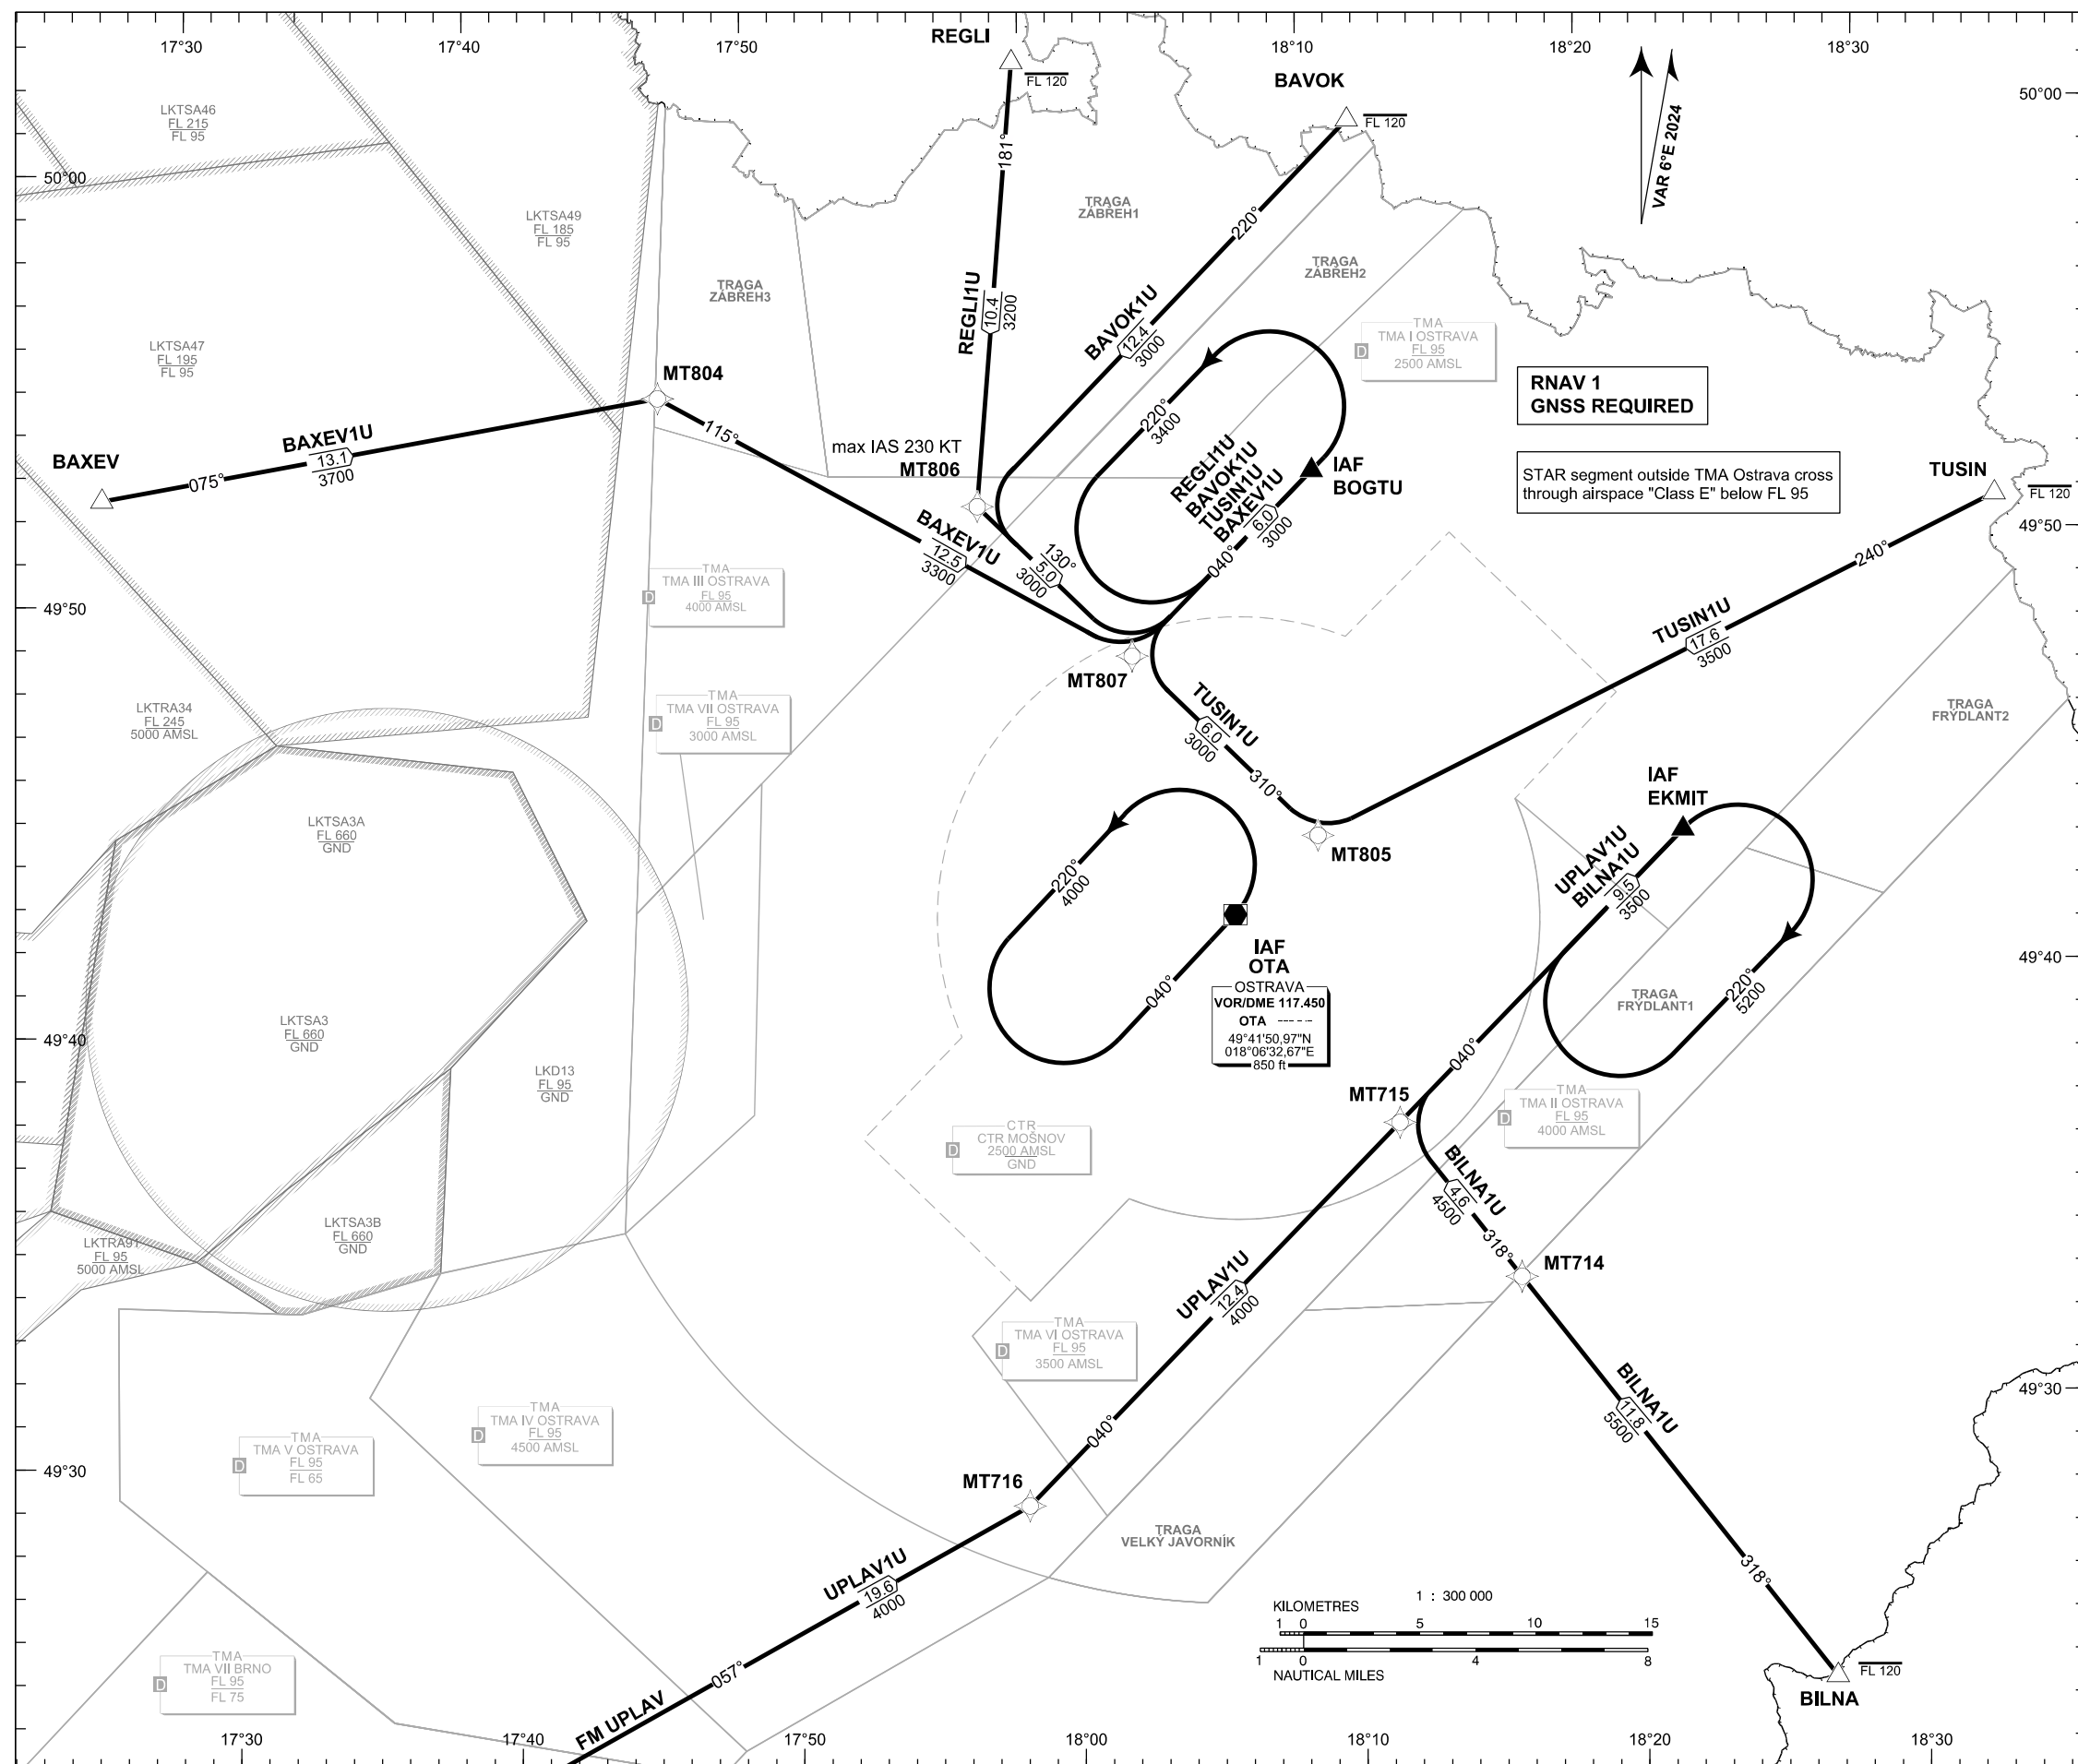 17°30
17°40
17°50
18°10
18°20
18°30
REGLI
FL 120
BAVOK
FL 120
VAR 6°E 2024
50°00
50°00
LKTSA46
FL 215
FL 95
LKTSA49
FL 185
FL 95
181°
TRAGA
ZÁBŘEH1
220°
TRAGA
ZÁBŘEH2
TRAGA
ZÁBŘEH3
REGLI1U
10.4
3200
BAVOK1U
12.4
3000
LKTSA47
FL 195
FL 95
TMA
TMA I OSTRAVA
FL 95
2500 AMSL
D
RNAV 1
GNSS REQUIRED
MT804
115°
220°
3400
BAXEV
BAXEV1U
13.1
3700
075°
max IAS 230 KT
MT806
REGLI1U
BAVOK1U
TUSIN1U
BAXEV1U
6.0
3000
040°
IAF
BOGTU
STAR segment outside TMA Ostrava cross
through airspace "Class E" below FL 95
TUSIN
FL 120
49°50
240°
BAXEV1U
12.5
3300
130°
5.0
3000
TMA
TMA III OSTRAVA
FL 95
4000 AMSL
D
49°50
TUSIN1U
17.6
3500
MT807
TUSIN1U
6.0
3000
310°
LKTRA34
FL 245
5000 AMSL
TMA
TMA VII OSTRAVA
FL 95
3000 AMSL
D
TRAGA
FRÝDLANT2
IAF
EKMIT
LKTSA3A
FL 660
GND
MT805
220°
4000
UPLAV1U
BILNA1U
9.5
3500
IAF
OTA
OSTRAVA
VOR/DME 117.450
OTA
49°41'50,97"N
018°06'32,67"E
850 ft
040°
49°40
TRAGA
FRÝDLANT1
220°
5200
LKTSA3
FL 660
GND
49°40
040°
LKD13
FL 95
GND
MT715
TMA
TMA II OSTRAVA
FL 95
4000 AMSL
D
CTR
CTR MOŠNOV
2500 AMSL
GND
D
BILNA1U
4.6
4500
318°
LKTSA3B
FL 660
GND
LKTRA91
FL 95
5000 AMSL
MT714
UPLAV1U
12.4
4000
TMA
TMA VI OSTRAVA
FL 95
3500 AMSL
D
49°30
BILNA1U
11.8
5500
TMA
TMA IV OSTRAVA
FL 95
4500 AMSL
D
TMA
TMA V OSTRAVA
FL 95
FL 65
D
040°
49°30
MT716
TRAGA
VELKÝ JAVORNÍK
318°
UPLAV1U
19.6
4000
1 : 300 000
KILOMETRES
1 0 5 10 15
1 0 4 8
NAUTICAL MILES
TMA
TMA VII BRNO
FL 95
FL 75
D
057°
FM UPLAV
FL 120
BILNA
17°30
17°40
17°50
18°00
18°10
18°20
18°30